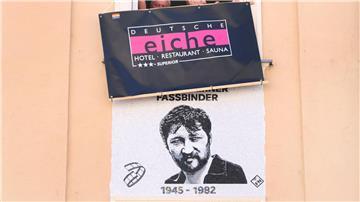 DEUTSCHE
eiche
HOTEL · RESTAURANT · SAUNA
★★★ SUPERIOR
FASSBINDER
1945 - 1982